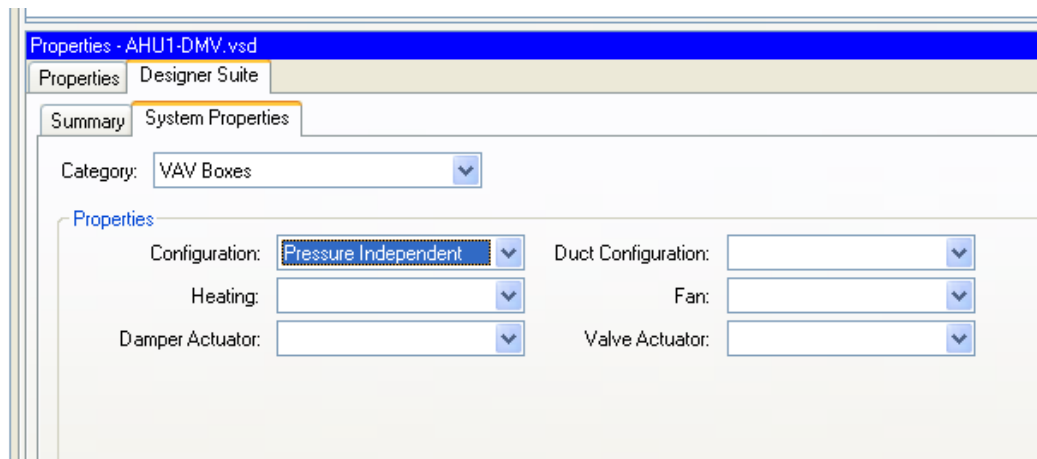 Properties - AHU1-DMV.vsd
Properties Designer Suite
Summary System Properties
Category: VAV Boxes
Properties
Configuration: Pressure Independent Duct Configuration:
Heating: Fan:
Damper Actuator: Valve Actuator: